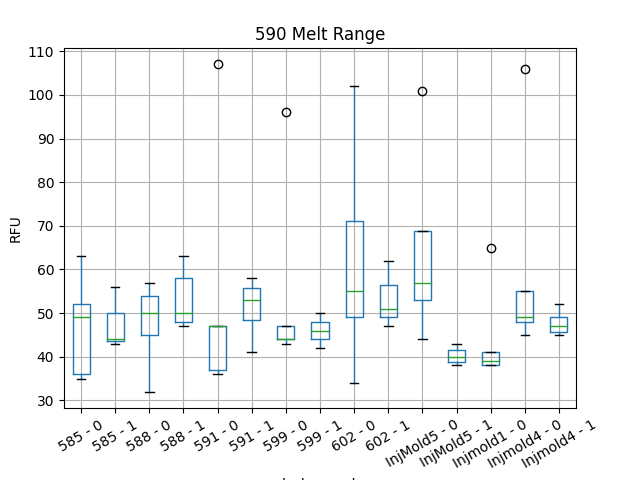 590 Melt Range
RFU
110
100
90
80
70
60
50
40
30
585 - 0
585 - 1
588 - 0
588 - 1
591 - 0
591 - 1
599 - 0
599 - 1
602 - 0
602 - 1
InjMold5 - 0
InjMold5 - 1
Injmold1 - 0
Injmold4 - 0
Injmold4 - 1